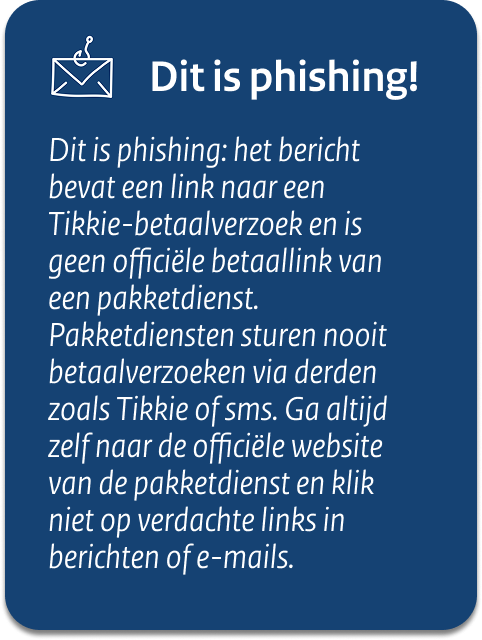 Dit is phishing!
Dit is phishing: het bericht
bevat een link naar een
Tikkie-betaalverzoek en is
geen officiële betaallink van
een pakketdienst.
Pakketdiensten sturen nooit
betaalverzoeken via derden
zoals Tikkie of sms. Ga altijd
zelf naar de officiële website
van de pakketdienst en klik
niet op verdachte links in
berichten of e-mails.